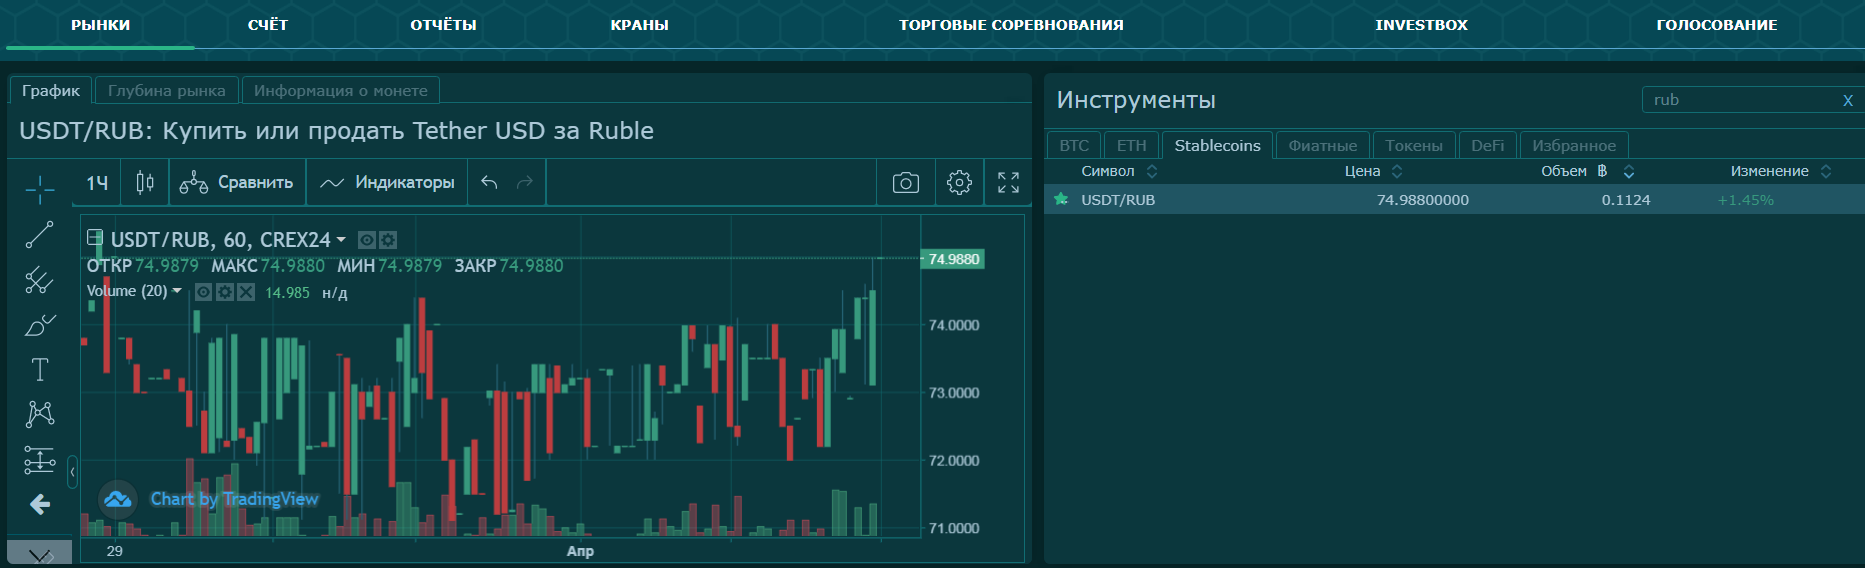 РЫНКИ СЧЁТ ОТЧЁТЫ КРАНЫ ТОРГОВЫЕ СОРЕВНОВАНИЯ INVESTBOX ГОЛОСОВАНИЕ
График Глубина рынка Информация о монете
USDT/RUB: Купить или продать Tether USD за Ruble
1Ч Сравнить Индикаторы
USDT/RUB, 60, CREX24
ОТКР 74.9879 МАКС 74.9880 МИН 74.9879 ЗАКР 74.9880
Volume (20) 14.985 н/д
74.9880
74.0000
73.0000
72.0000
71.0000
Chart by TradingView
29 Апр
Инструменты rub X
BTC ETH Stablecoins Фиатные Токены DeFi Избранное
Символ Цена Объем ฿ Изменение
USDT/RUB 74.98800000 0.1124 +1.45%